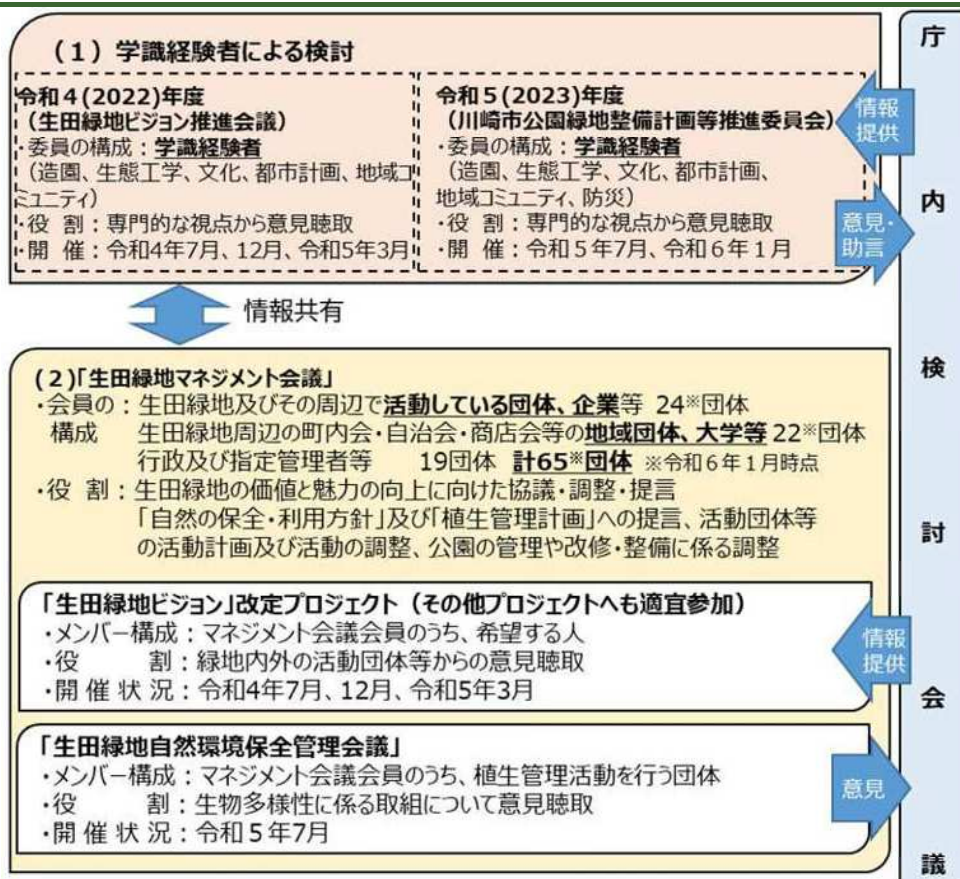 (1)学識経験者による検討
令和4(2022)年度
(生田緑地ビジョン推進会議)
・委員の構成:学識経験者
(造園、生態工学、文化、都市計画、地域コ
ミュニティ)
・役 割:専門的な視点から意見聴取
・開 催:令和4年7月、12月、令和5年3月
令和5(2023)年度
(川崎市公園緑地整備計画等推進委員会)
・委員の構成:学識経験者
(造園、生態工学、文化、都市計画、
地域コミュニティ、防災)
・役 割:専門的な視点から意見聴取
・開 催:令和5年7月、令和6年1月
情報
提供
意見・
助言
情報共有
(2)「生田緑地マネジメント会議」
・会員の:生田緑地及びその周辺で活動している団体、企業等 24※団体
構成 生田緑地周辺の町内会・自治会・商店会等の地域団体、大学等 22※団体
行政及び指定管理者等 19団体 計65※団体 ※令和6年1月時点
・役 割:生田緑地の価値と魅力の向上に向けた協議・調整・提言
「自然の保全・利用方針」及び「植生管理計画」への提言、活動団体等
の活動計画及び活動の調整、公園の管理や改修・整備に係る調整
「生田緑地ビジョン」改定プロジェクト(その他プロジェクトへも適宜参加)
・メンバー構成:マネジメント会議会員のうち、希望する人
・役 割:緑地内外の活動団体等からの意見聴取
・開催状況:令和4年7月、12月、令和5年3月
情報
提供
「生田緑地自然環境保全管理会議」
・メンバー構成:マネジメント会議会員のうち、植生管理活動を行う団体
・役 割:生物多様性に係る取組について意見聴取
・開催状況:令和5年7月
意見
庁
内
検
討
会
議